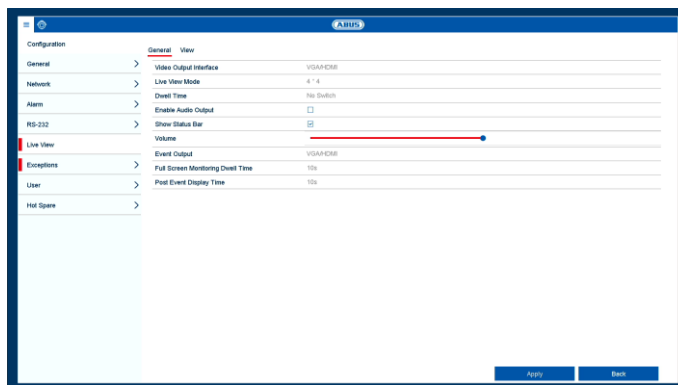 ABUS
Configuration
General
Network
Alarm
RS-232
Live View
Exceptions
User
Hot Spare
General View
Video Output Interface VGA/HDMI
Live View Mode 4 * 4
Dwell Time No Switch
Enable Audio Output
Show Status Bar
Volume
Event Output VGA/HDMI
Full Screen Monitoring Dwell Time 10s
Post Event Display Time 10s
Apply Back